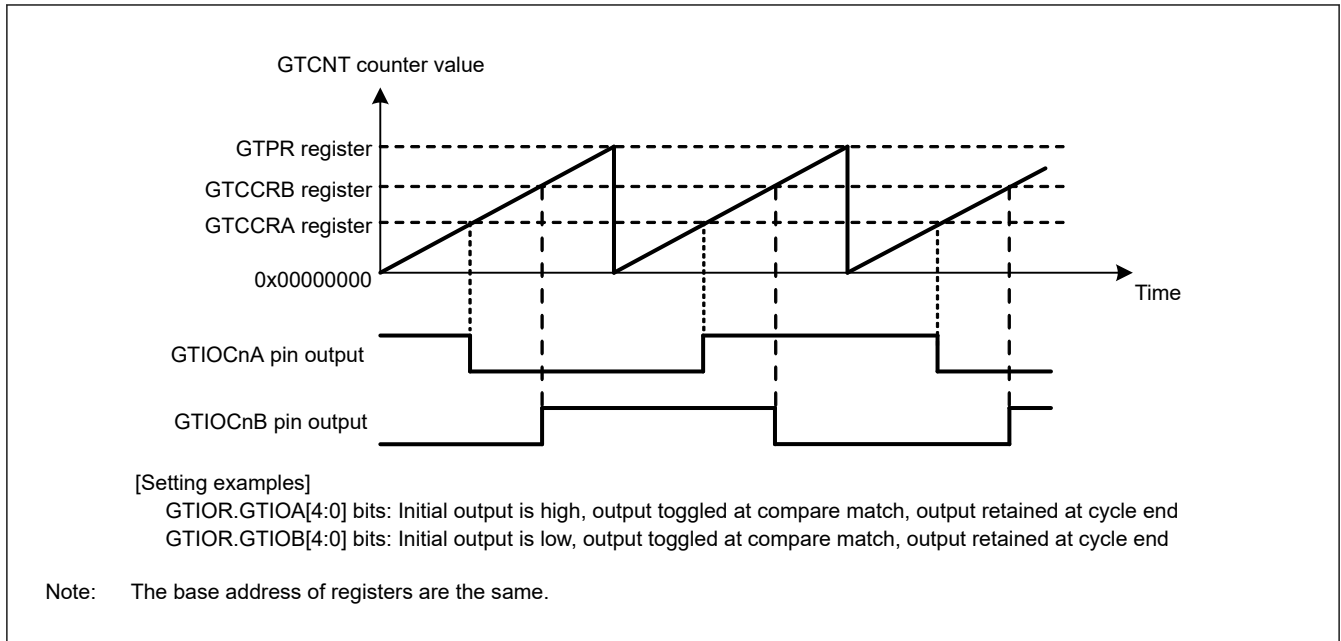 GTCNT counter value
GTPR register
GTCCRB register
GTCCRA register
0x00000000
Time
GTIOCnA pin output
GTIOCnB pin output
[Setting examples]
GTIOR.GTIOA[4:0] bits: Initial output is high, output toggled at compare match, output retained at cycle end
GTIOR.GTIOB[4:0] bits: Initial output is low, output toggled at compare match, output retained at cycle end
Note: The base address of registers are the same.